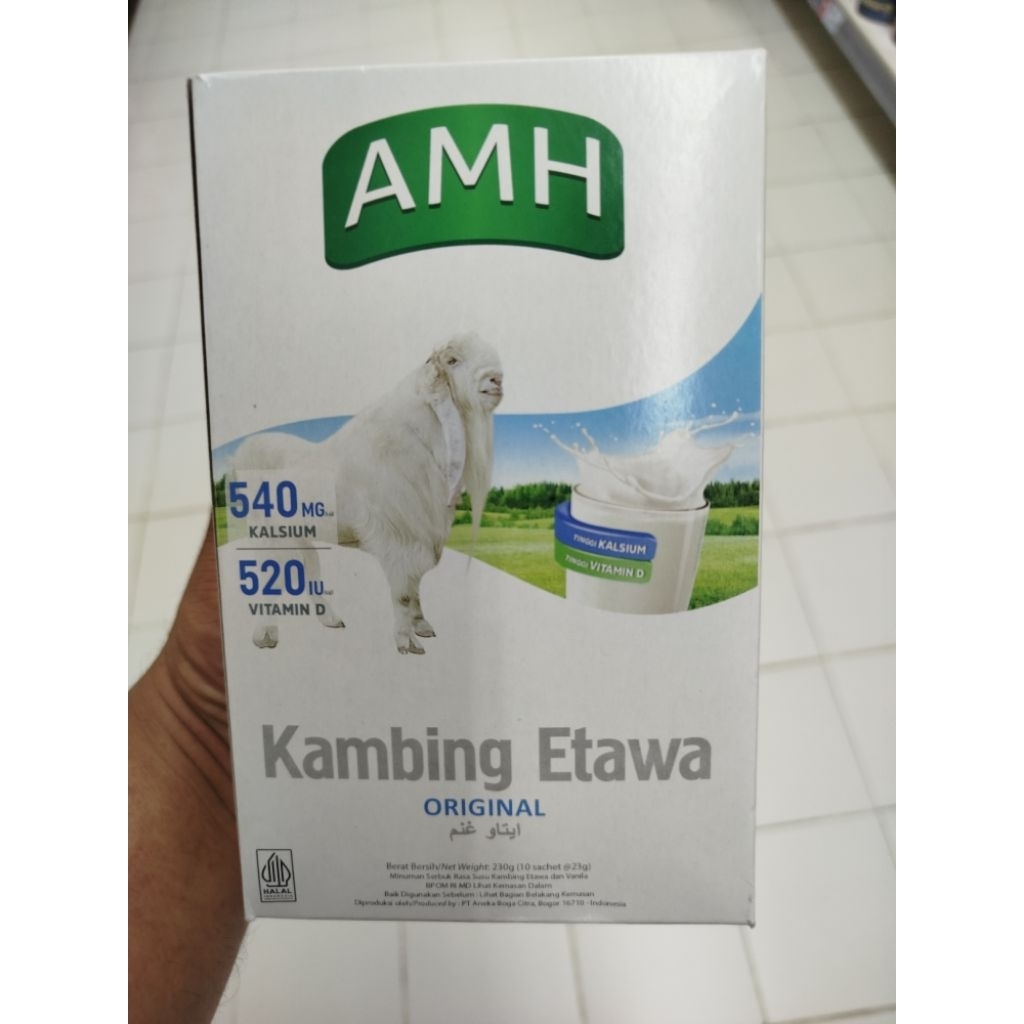 AMH
540 MG
KALSIUM
520 IU
VITAMIN D
TINGGI KALSIUM
TINGGI VITAMIN D
Kambing Etawa
ORIGINAL
ايتاو غنم
Berat Bersih/Net Weight: 230g (10 sachet @23g)
Minuman Serbuk Rasa Susu Kambing Etawa dan Vanila
BPOM RI MD Lihat Kemasan Dalam
Baik Digunakan Sebelum : Lihat Bagian Belakang Kemasan
Diproduksi oleh/Produced by : PT Aneka Boga Citra, Bogor 16710 - Indonesia
HALAL
INDONESIA